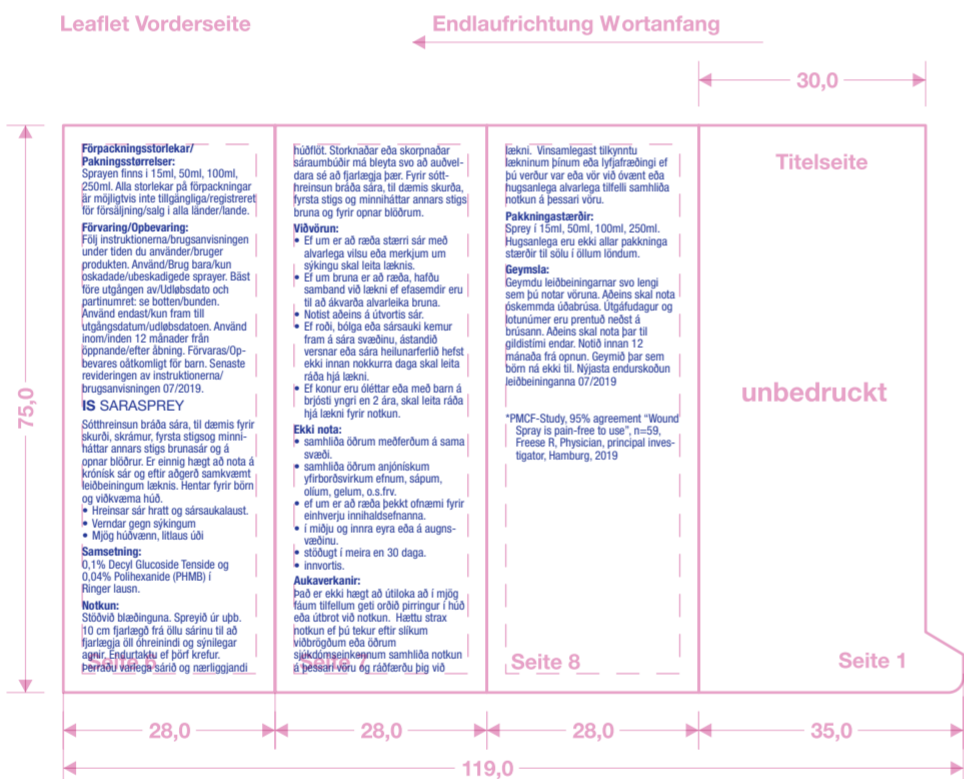 Leaflet Vorderseite
Endlaufrichtung Wortanfang
30,0
75,0
Förpackningsstorlekar/
Pakningsstørrelser:
Sprayen finns i 15ml, 50ml, 100ml,
250ml. Alla storlekar på förpackningar
är möjligtvis inte tillgängliga/registreret
för försäljning/salg i alla länder/lande.
Förvaring/Opbevaring:
Följ instruktionerna/brugsanvisningen
under tiden du använder/bruger
produkten. Använd/Brug bara/kun
oskadade/ubeskadigede sprayer. Bäst
före utgången av/Udløbsdato och
partinumret: se botten/bunden.
Använd endast/kun fram till
utgångsdatum/udløbsdatoen. Använd
inom/inden 12 månader från
öppnande/efter åbning. Förvaras/Op-
bevares oåtkomligt för barn. Senaste
revideringen av instruktionerna/
brugsanvisningen 07/2019.
IS SARASPREY
Sótthreinsun bráða sára, til dæmis fyrir
skurði, skrámur, fyrsta stigsog minni-
háttar annars stigs brunasár og á
opnar blöðrur. Er einnig hægt að nota á
krónísk sár og eftir aðgerð samkvæmt
leiðbeiningum læknis. Hentar fyrir börn
og viðkvæma húð.
• Hreinsar sár hratt og sársaukalaust.
• Verndar gegn sýkingum
• Mjög húðvænn, litlaus úði
Samsetning:
0,1% Decyl Glucoside Tenside og
0,04% Polihexanide (PHMB) í
Ringer lausn.
Notkun:
Stöðvið blæðinguna. Spreyið úr uþb.
10 cm fjarlægð frá öllu sárinu til að
fjarlægja öll óhreinindi og sýnilegar
agnir. Endurtaktu ef þörf krefur.
Þerraðu varlega sárið og nærliggjandi
Seite 6
húðflöt. Storknaðar eða skorpnaðar
sáraumbúðir má bleyta svo að auðvel-
dara sé að fjarlægja þær. Fyrir sótt-
hreinsun bráða sára, til dæmis skurða,
fyrsta stigs og minniháttar annars stigs
bruna og fyrir opnar blöðrum.
Viðvörun:
• Ef um er að ræða stærri sár með
alvarlega vilsu eða merkjum um
sýkingu skal leita læknis.
• Ef um bruna er að ræða, hafðu
samband við lækni ef efasemdir eru
til að ákvarða alvarleika bruna.
• Notist aðeins á útvortis sár.
• Ef roði, bólga eða sársauki kemur
fram á sára svæðinu, ástandið
versnar eða sára heilunarferlið hefst
ekki innan nokkurra daga skal leita
ráða hjá lækni.
• Ef konur eru óléttar eða með barn á
brjósti yngri en 2 ára, skal leita ráða
hjá lækni fyrir notkun.
Ekki nota:
• samhliða öðrum meðferðum á sama
svæði.
• samhliða öðrum anjónískum
yfirborðsvirkum efnum, sápum,
olíum, gelum, o.s.frv.
• ef um er að ræða þekkt ofnæmi fyrir
einhverju innihaldsefnanna.
• í miðju og innra eyra eða á augns-
væðinu.
• stöðugt í meira en 30 daga.
• innvortis.
Aukaverkanir:
Það er ekki hægt að útiloka að í mjög
fáum tilfellum geti orðið pirringur í húð
eða útbrot við notkun. Hættu strax
notkun ef þú tekur eftir slíkum
viðbrögðum eða öðrum
sjúkdómseinkennum samhliða notkun
á þessari vöru og ráðfærðu þig við
Seite 7
lækni. Vinsamlegast tilkynntu
lækninum þínum eða lyfjafræðingi ef
þú verður var eða vör við óvænt eða
hugsanlega alvarlega tilfelli samhliða
notkun á þessari vöru.
Pakkningastærðir:
Sprey í 15ml, 50ml, 100ml, 250ml.
Hugsanlega eru ekki allar pakkninga
stærðir til sölu í öllum löndum.
Geymsla:
Geymdu leiðbeiningarnar svo lengi
sem þú notar vöruna. Aðeins skal nota
óskemmda úðabrúsa. Útgáfudagur og
lotunúmer eru prentuð neðst á
brúsann. Aðeins skal nota þar til
gildistími endar. Notið innan 12
mánaða frá opnun. Geymið þar sem
börn ná ekki til. Nýjasta endurskoðun
leiðbeininganna 07/2019
*PMCF-Study, 95% agreement “Wound
Spray is pain-free to use”, n=59,
Freese R, Physician, principal inves-
tigator, Hamburg, 2019
Seite 8
Titelseite
unbedruckt
Seite 1
28,0
28,0
28,0
35,0
119,0